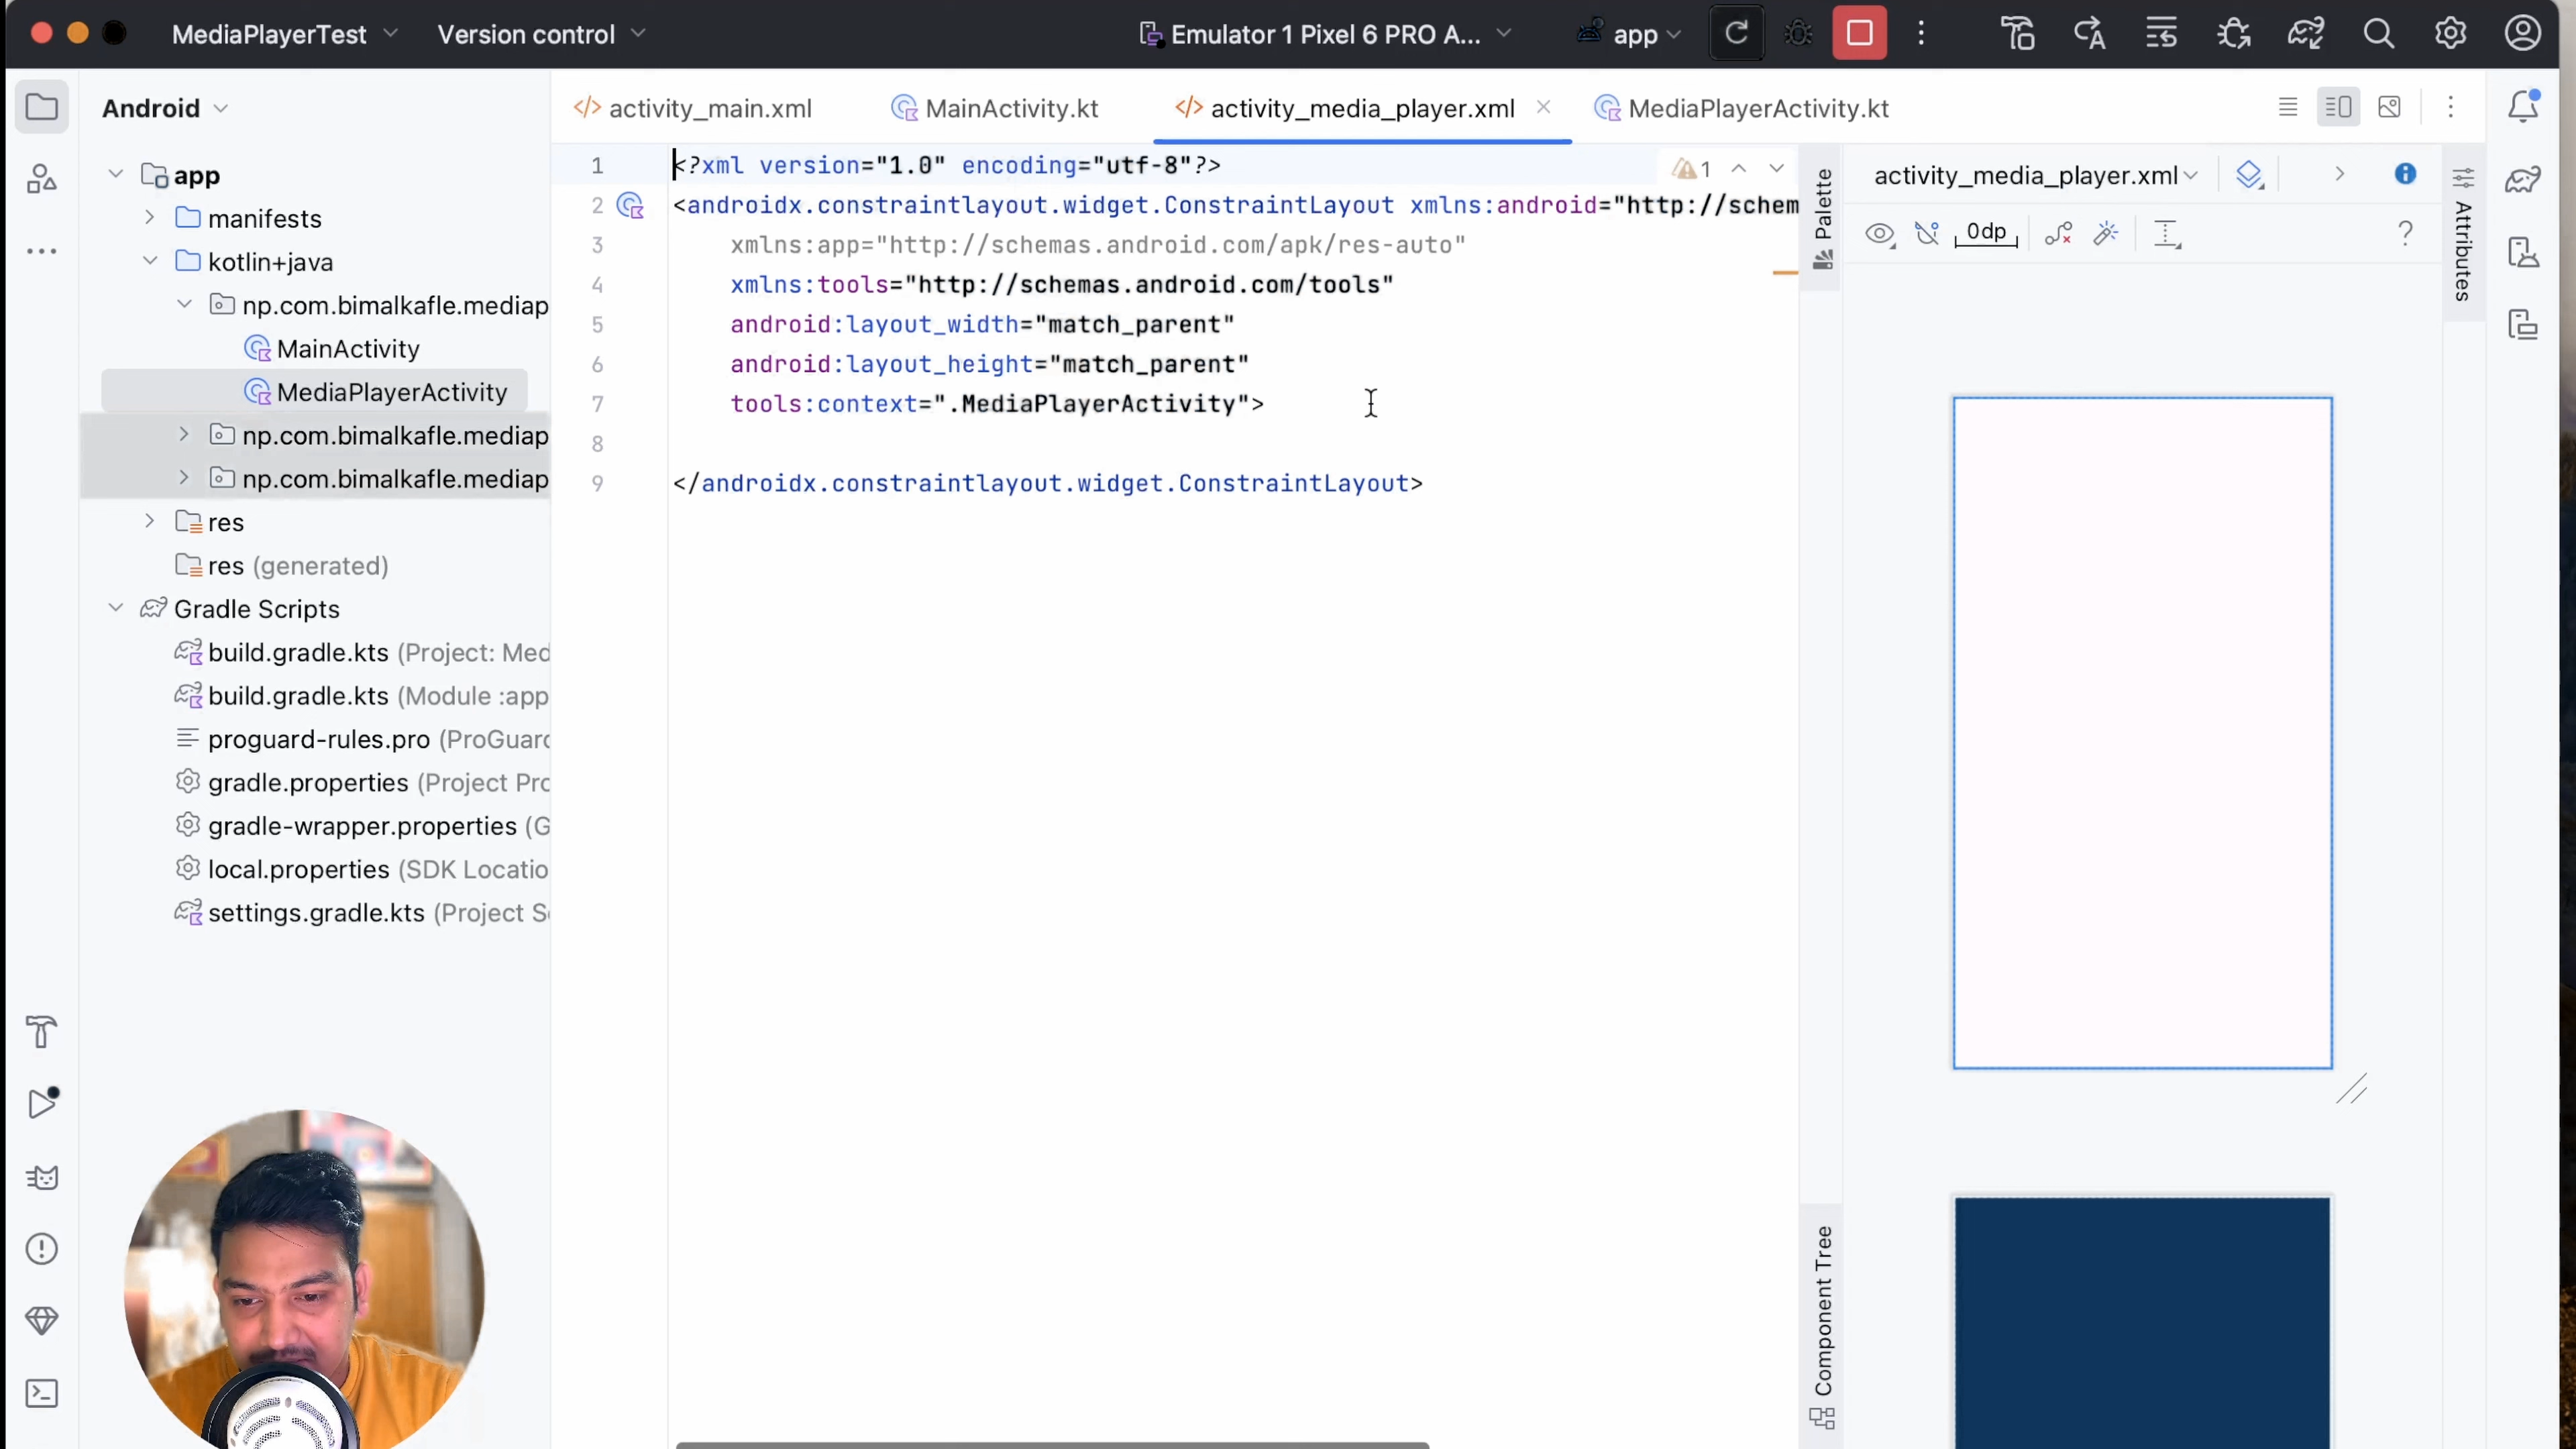 MediaPlayerTest
Version control
Emulator 1 Pixel 6 PRO A...
app
Android
activity_main.xml
MainActivity.kt
activity_media_player.xml
MediaPlayerActivity.kt
app
manifests
kotlin+java
np.com.bimalkafle.mediap
MainActivity
MediaPlayerActivity
np.com.bimalkafle.mediap
np.com.bimalkafle.mediap
res
res (generated)
Gradle Scripts
build.gradle.kts (Project: Med
build.gradle.kts (Module :app
proguard-rules.pro (ProGuard
gradle.properties (Project Pro
gradle-wrapper.properties (G
local.properties (SDK Locatio
settings.gradle.kts (Project Se
1 <?xml version="1.0" encoding="utf-8"?>
1
2 <androidx.constraintlayout.widget.ConstraintLayout xmlns:android="http://schem
3 xmlns:app="http://schemas.android.com/apk/res-auto"
4 xmlns:tools="http://schemas.android.com/tools"
5 android:layout_width="match_parent"
6 android:layout_height="match_parent"
7 tools:context=".MediaPlayerActivity">
8
9 </androidx.constraintlayout.widget.ConstraintLayout>
Palette
Component Tree
activity_media_player.xml
0dp
?
Attributes